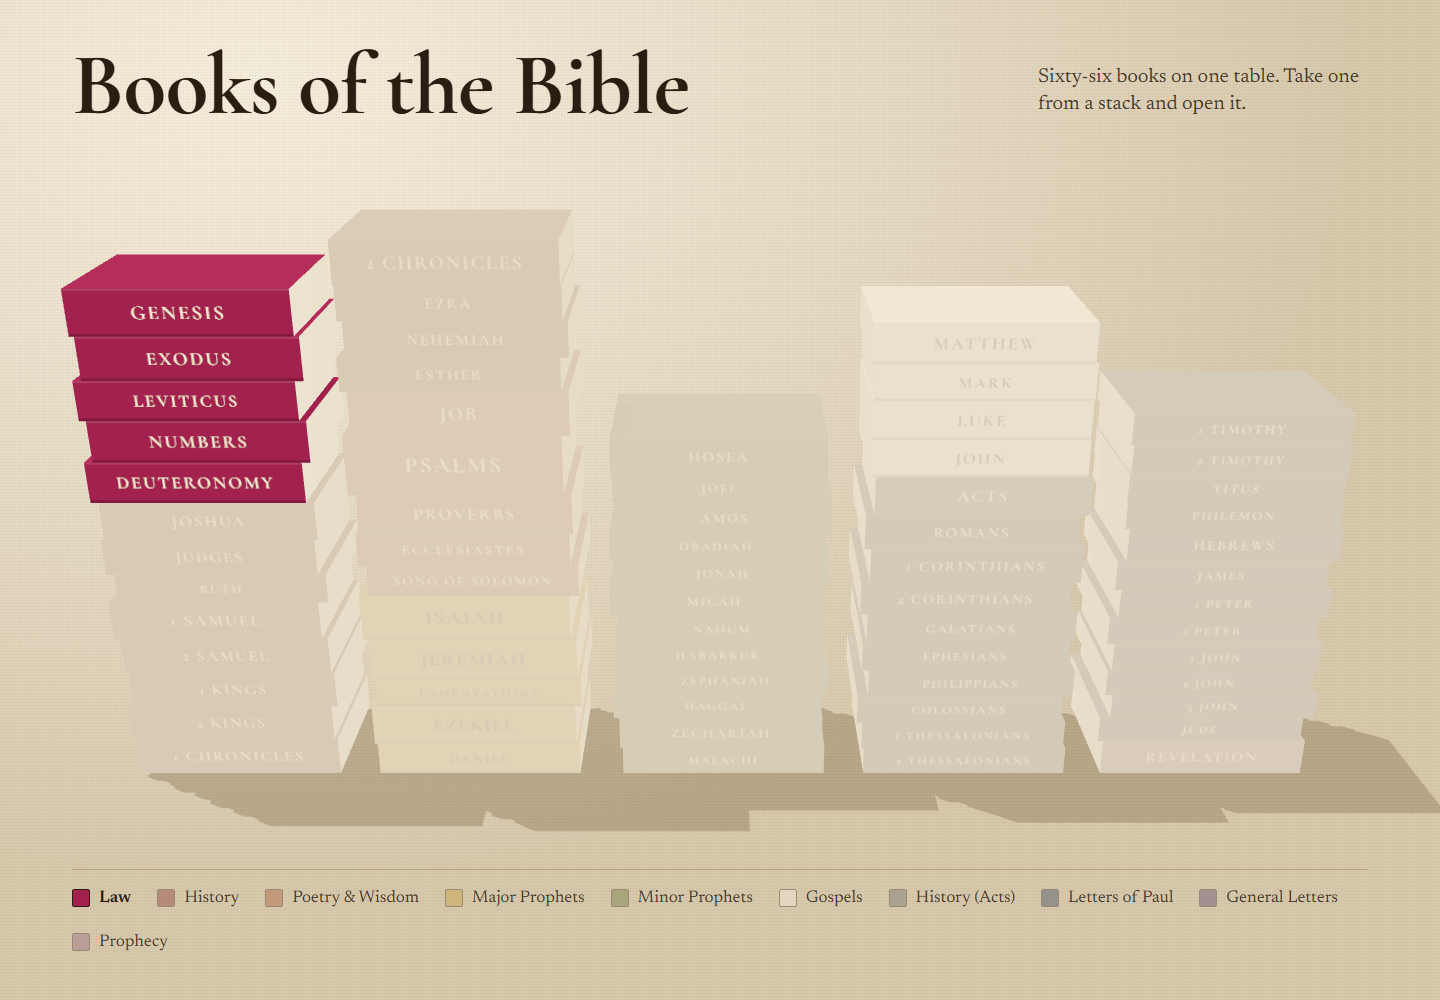 Books of the Bible
Sixty-six books on one table. Take one
from a stack and open it.
GENESIS
EXODUS
LEVITICUS
NUMBERS
DEUTERONOMY
JOSHUA
JUDGES
RUTH
1 SAMUEL
2 SAMUEL
1 KINGS
2 KINGS
1 CHRONICLES
2 CHRONICLES
EZRA
NEHEMIAH
ESTHER
JOB
PSALMS
PROVERBS
ECCLESIASTES
SONG OF SOLOMON
ISAIAH
JEREMIAH
LAMENTATIONS
EZEKIEL
DANIEL
HOSEA
JOEL
AMOS
OBADIAH
JONAH
MICAH
NAHUM
HABAKKUK
ZEPHANIAH
HAGGAI
ZECHARIAH
MALACHI
MATTHEW
MARK
LUKE
JOHN
ACTS
ROMANS
1 CORINTHIANS
2 CORINTHIANS
GALATIANS
EPHESIANS
PHILIPPIANS
COLOSSIANS
1 THESSALONIANS
2 THESSALONIANS
1 TIMOTHY
2 TIMOTHY
TITUS
PHILEMON
HEBREWS
JAMES
1 PETER
2 PETER
1 JOHN
2 JOHN
3 JOHN
JUDE
REVELATION
Law
History
Poetry & Wisdom
Major Prophets
Minor Prophets
Gospels
History (Acts)
Letters of Paul
General Letters
Prophecy